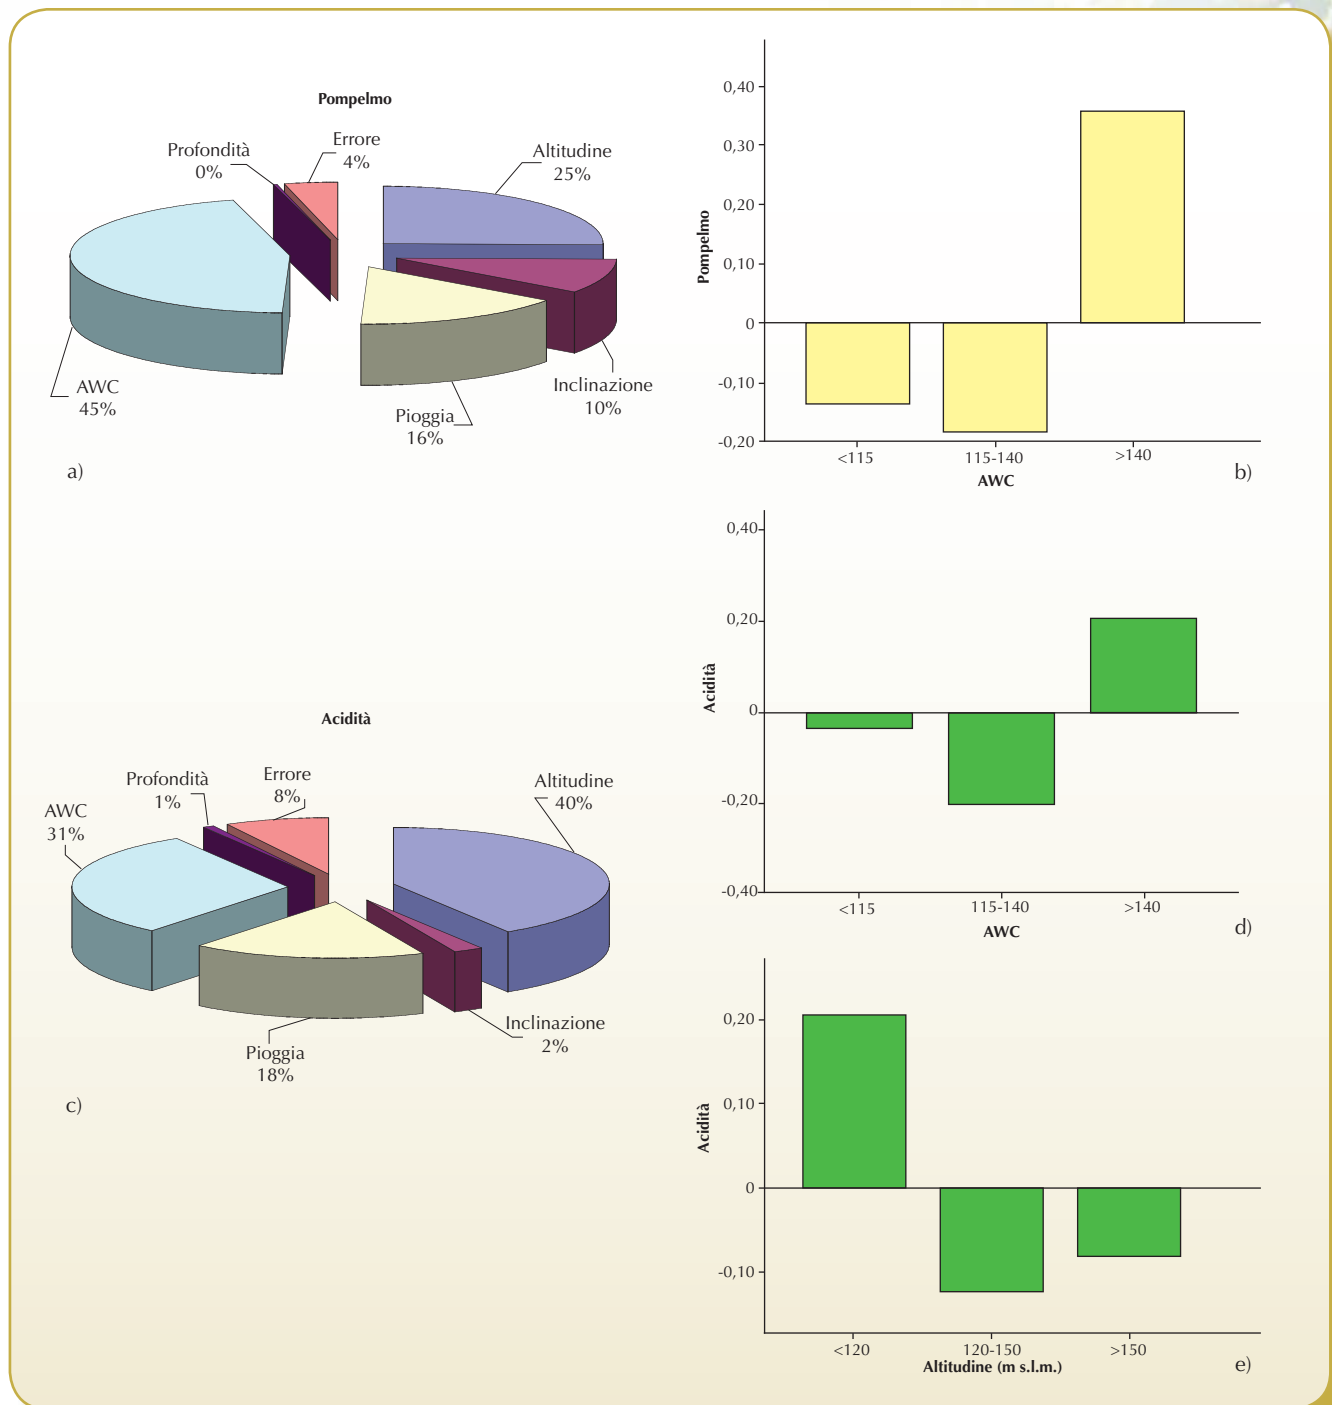 Pompelmo
Profondità
0%
Errore
4%
Altitudine
25%
AWC
45%
Pioggia
16%
Inclinazione
10%
a)
0,40
0,30
0,20
0,10
0
-0,10
-0,20
Pompelmo
<115
115-140
>140
AWC
b)
Acidità
Profondità
1%
Errore
8%
Altitudine
40%
AWC
31%
Inclinazione
2%
Pioggia
18%
c)
0,40
0,20
0
-0,20
-0,40
Acidità
<115
115-140
>140
AWC
d)
0,20
0,10
0
-0,10
Acidità
<120
120-150
>150
Altitudine (m s.l.m.)
e)